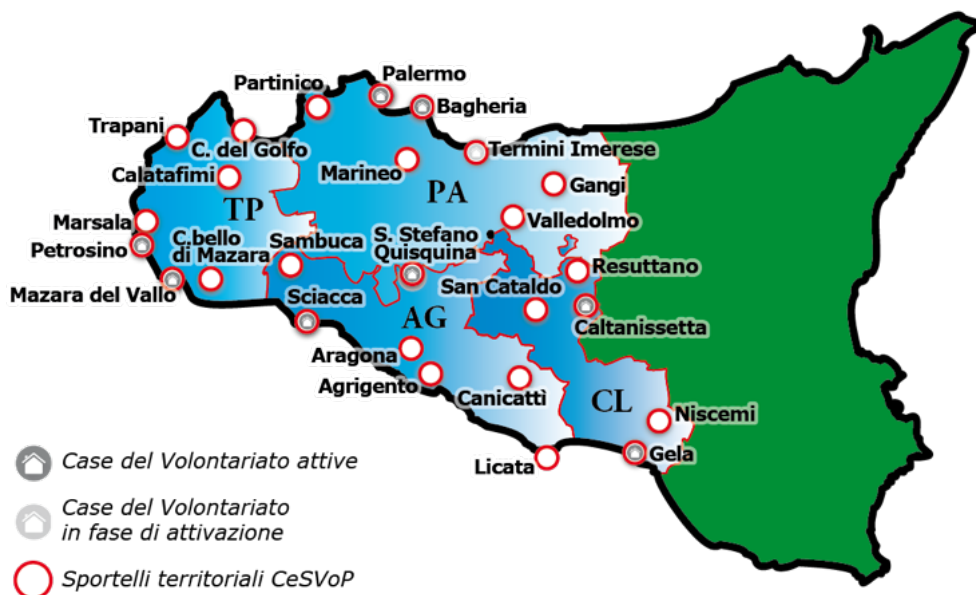 Palermo
Partinico
Bagheria
Trapani
C. del Golfo
Termini Imerese
Marineo
Calatafimi
Gangi
PA
TP
Marsala
Valledolmo
Petrosino
C.bello
di Mazara
Sambuca
S. Stefano
Quisquina
Resuttano
Mazara del Vallo
San Cataldo
Sciacca
AG
Caltanissetta
Aragona
Agrigento
Canicattì
CL
Niscemi
Gela
Licata
Case del Volontariato attive
Case del Volontariato
in fase di attivazione
Sportelli territoriali CeSVoP